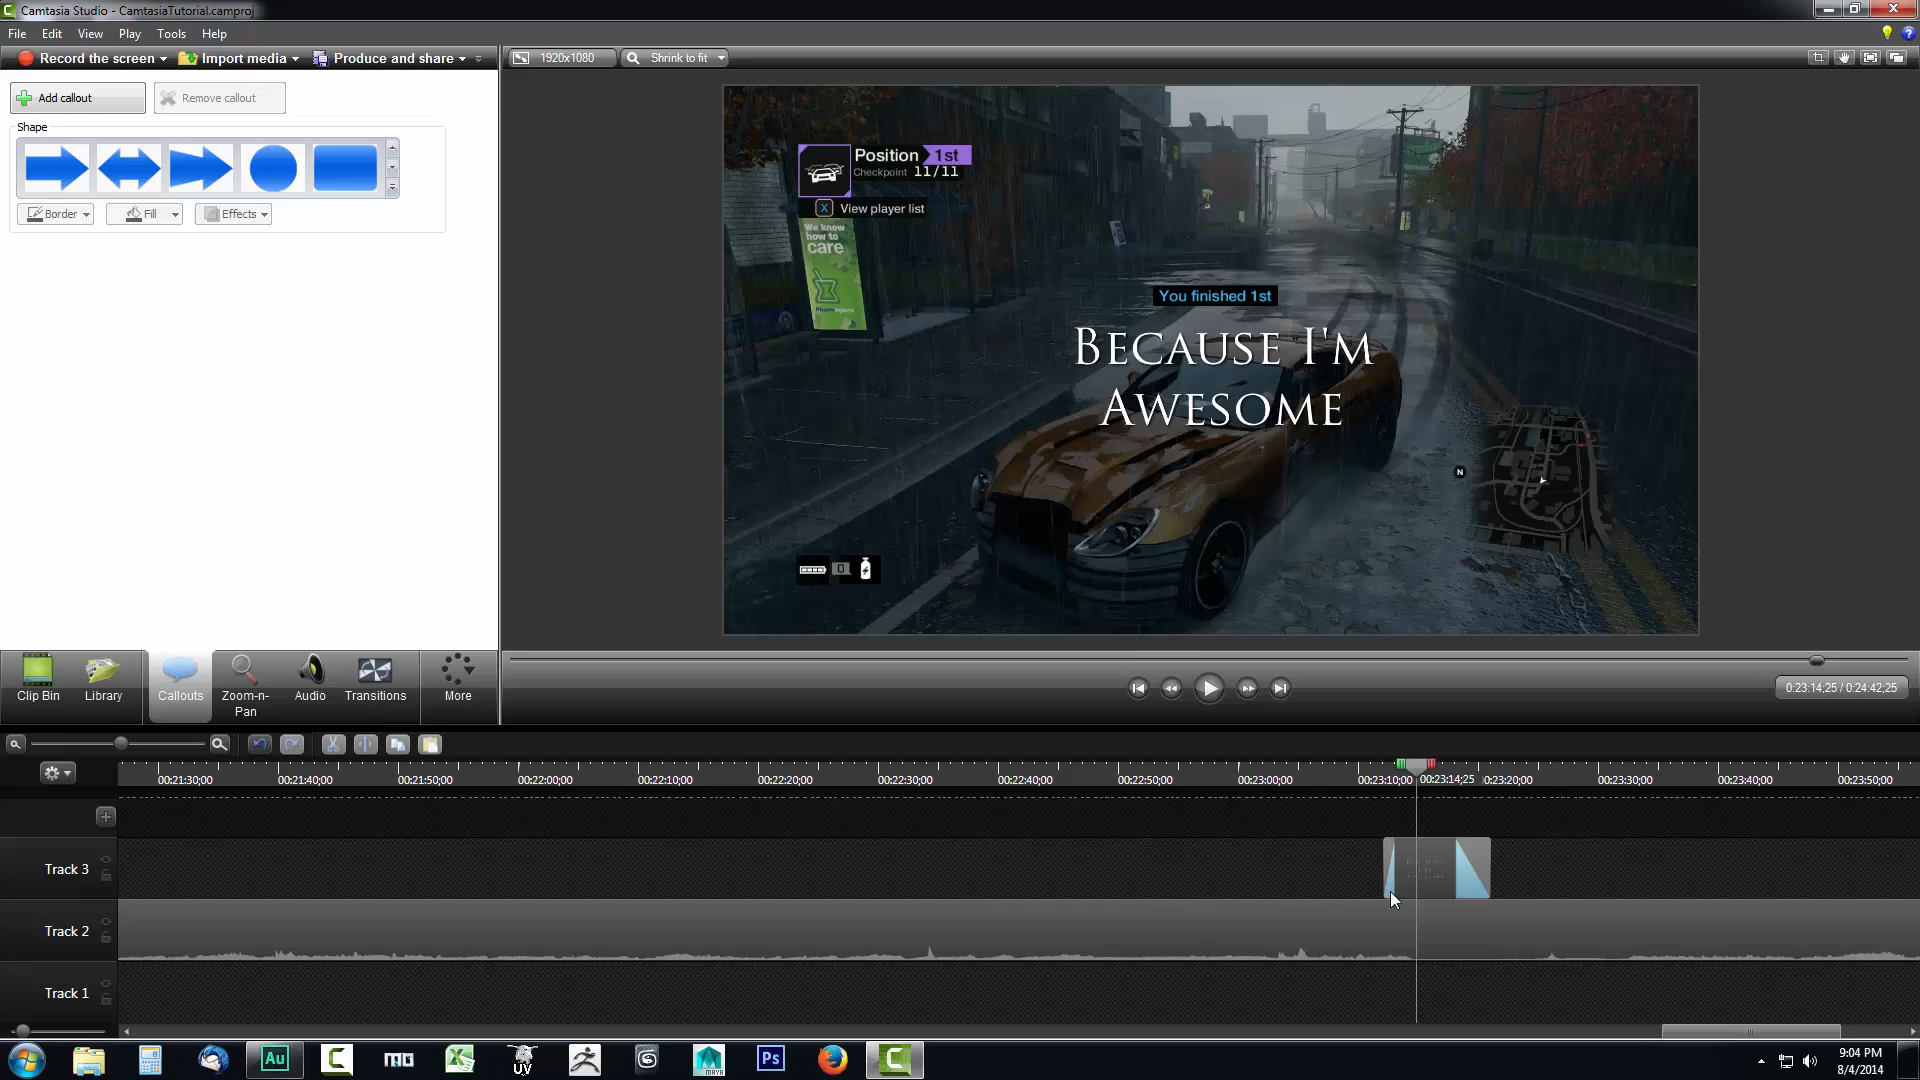 Camtasia Studio - CamtasiaTutorial.camproj
File Edit View Play Tools Help
Record the screen Import media Produce and share
1920x1080 Shrink to fit
Add callout Remove callout
Shape
Border Fill Effects
Position 1st
Checkpoint 11/11
X View player list
We know
how to
care
You finished 1st
BECAUSE I'M
AWESOME
N
0
Clip Bin Library Callouts Zoom-n-Pan Audio Transitions More
0:23:14;25 / 0:24:42;25
00:21:30;00 00:21:40;00 00:21:50;00 00:22:00;00 00:22:10;00 00:22:20;00 00:22:30;00 00:22:40;00 00:22:50;00 00:23:00;00 00:23:10;00 00:23:14;25 0:23:20;00 00:23:30;00 00:23:40;00 00:23:50;00
Track 3
Track 2
Track 1
Au C UV Ps MAYA C
9:04 PM
8/4/2014